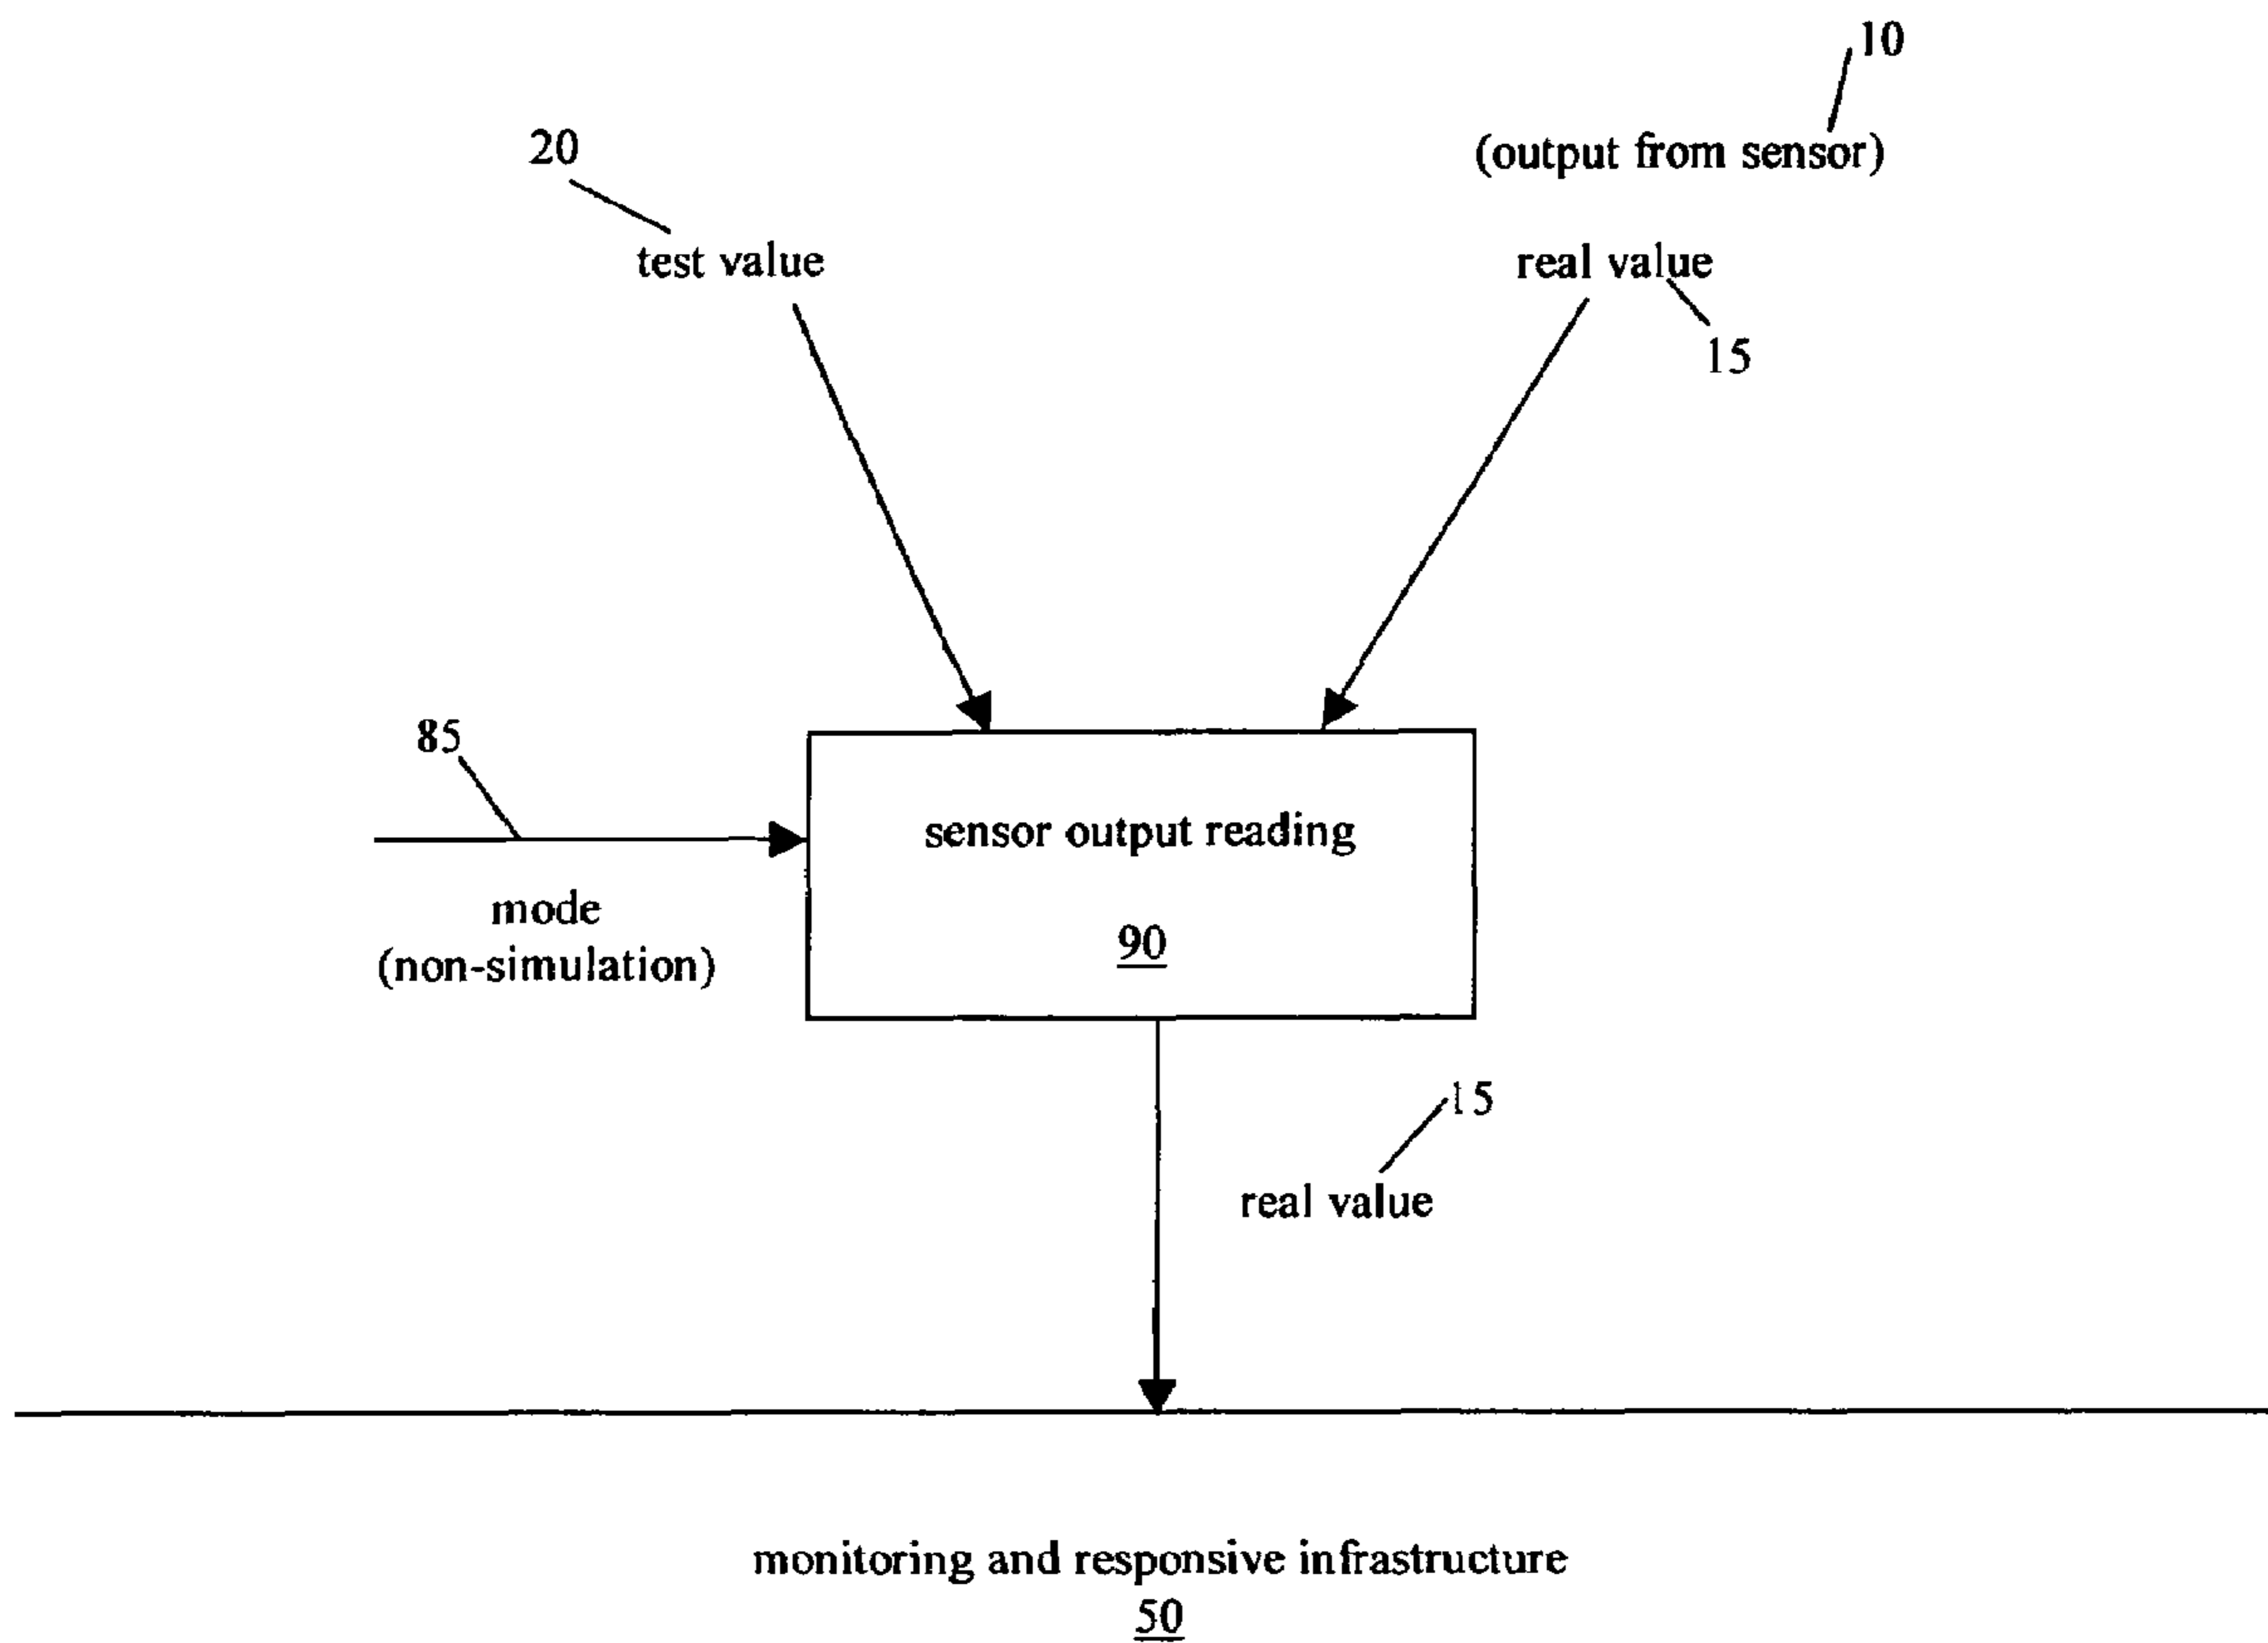 10
(output from sensor)
20
test value
real value
15
85
sensor output reading
90
mode
(non-simulation)
15
real value
monitoring and responsive infrastructure
50